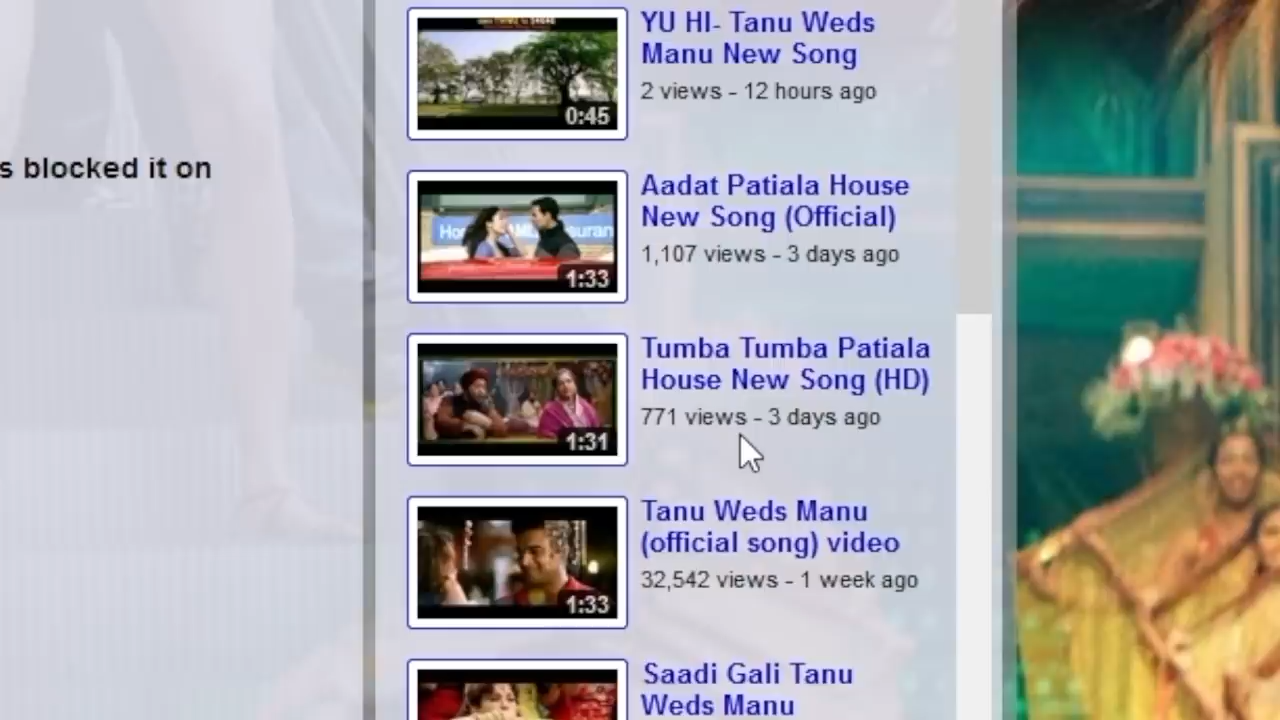 YU HI- Tanu Weds
Manu New Song
2 views - 12 hours ago
0:45
s blocked it on
Aadat Patiala House
New Song (Official)
1,107 views - 3 days ago
1:33
Tumba Tumba Patiala
House New Song (HD)
771 views - 3 days ago
1:31
Tanu Weds Manu
(official song) video
32,542 views - 1 week ago
1:33
Saadi Gali Tanu
Weds Manu